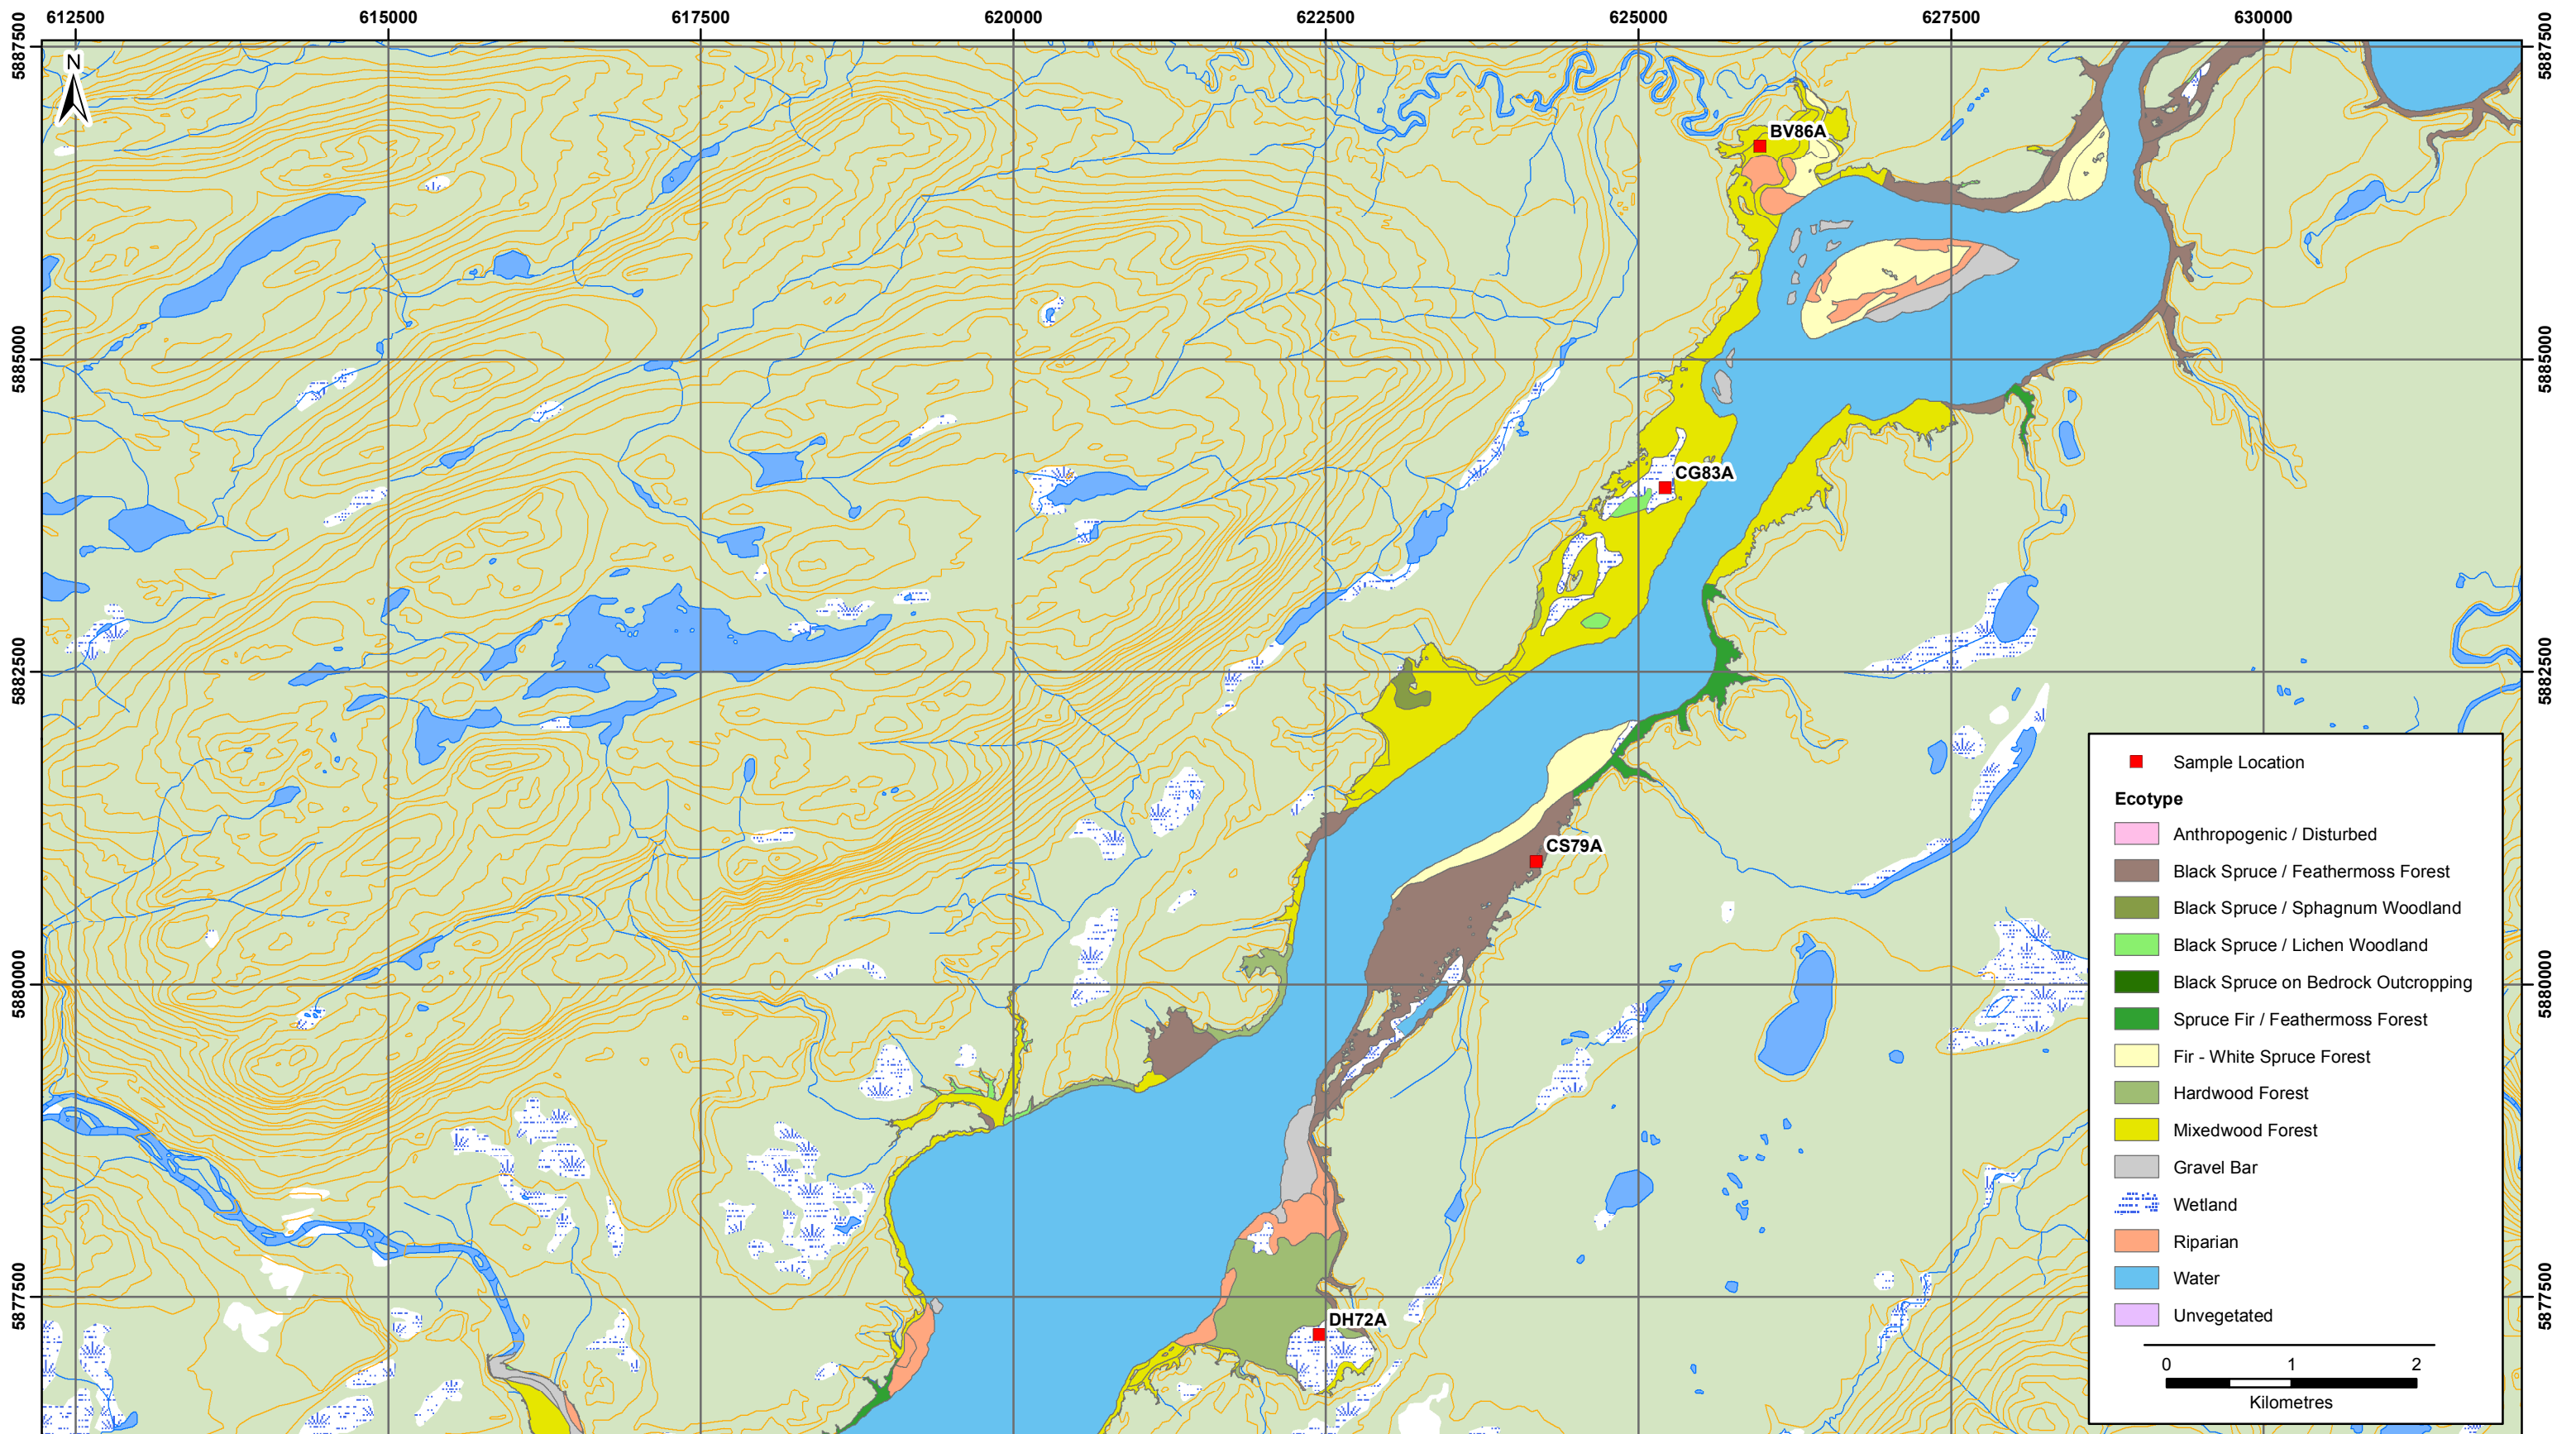 612500 615000 617500 620000 622500 625000 627500 630000
5887500 5887500
N
BV86A
5885000 5885000
CG83A
5882500 5882500
CS79A
5880000 5880000
5877500 5877500
DH72A
Sample Location
Ecotype
Anthropogenic / Disturbed
Black Spruce / Feathermoss Forest
Black Spruce / Sphagnum Woodland
Black Spruce / Lichen Woodland
Black Spruce on Bedrock Outcropping
Spruce Fir / Feathermoss Forest
Fir - White Spruce Forest
Hardwood Forest
Mixedwood Forest
Gravel Bar
Wetland
Riparian
Water
Unvegetated
0 1 2
Kilometres